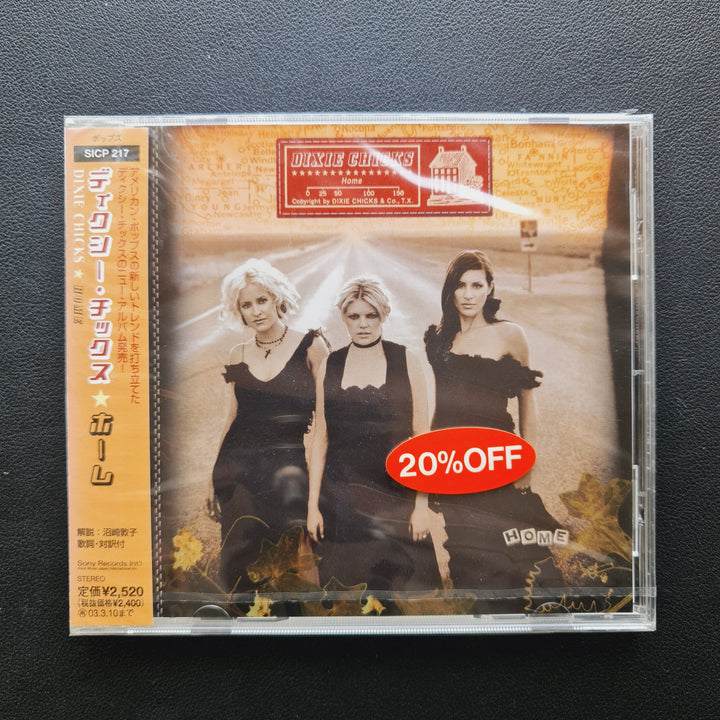 ポップス
SICP 217
ディクシー・チックス★ホーム
DIXIE CHICKS★HOME
アメリカン・ポップスの新しいトレンドを打ち立てた
ディクシー・チックスのニュー・アルバム発売！
解説：沼崎敦子
歌詞・対訳付
Sony Records Int'l
STEREO
定価¥2,520
(税抜価格¥2,400)
03.3.10まで
Nocona
Bonham
FANNIN
DIXIE CHICKS
Home
0 25 50 100 150
Copyright by DIXIE CHICKS & Co., T.X.
20%OFF
HOME